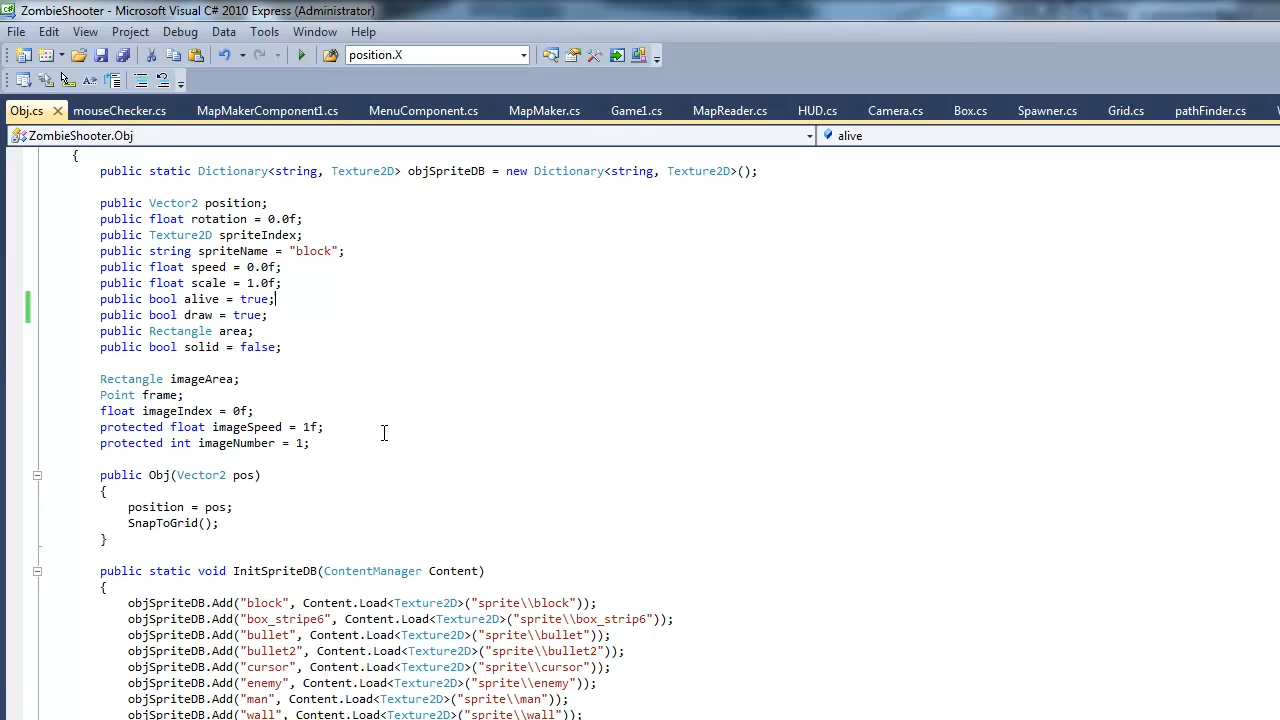 ZombieShooter - Microsoft Visual C# 2010 Express (Administrator)
File Edit View Project Debug Data Tools Window Help
position.X
Obj.cs mouseChecker.cs MapMakerComponent1.cs MenuComponent.cs MapMaker.cs Game1.cs MapReader.cs HUD.cs Camera.cs Box.cs Spawner.cs Grid.cs pathFinder.cs
ZombieShooter.Obj alive
{
public static Dictionary<string, Texture2D> objSpriteDB = new Dictionary<string, Texture2D>();
public Vector2 position;
public float rotation = 0.0f;
public Texture2D spriteIndex;
public string spriteName = "block";
public float speed = 0.0f;
public float scale = 1.0f;
public bool alive = true;
public bool draw = true;
public Rectangle area;
public bool solid = false;
Rectangle imageArea;
Point frame;
float imageIndex = 0f;
protected float imageSpeed = 1f;
protected int imageNumber = 1;
public Obj(Vector2 pos)
{
position = pos;
SnapToGrid();
}
public static void InitSpriteDB(ContentManager Content)
{
objSpriteDB.Add("block", Content.Load<Texture2D>("sprite\\block"));
objSpriteDB.Add("box_stripe6", Content.Load<Texture2D>("sprite\\box_strip6"));
objSpriteDB.Add("bullet", Content.Load<Texture2D>("sprite\\bullet"));
objSpriteDB.Add("bullet2", Content.Load<Texture2D>("sprite\\bullet2"));
objSpriteDB.Add("cursor", Content.Load<Texture2D>("sprite\\cursor"));
objSpriteDB.Add("enemy", Content.Load<Texture2D>("sprite\\enemy"));
objSpriteDB.Add("man", Content.Load<Texture2D>("sprite\\man"));
objSpriteDB.Add("wall", Content.Load<Texture2D>("sprite\\wall"));